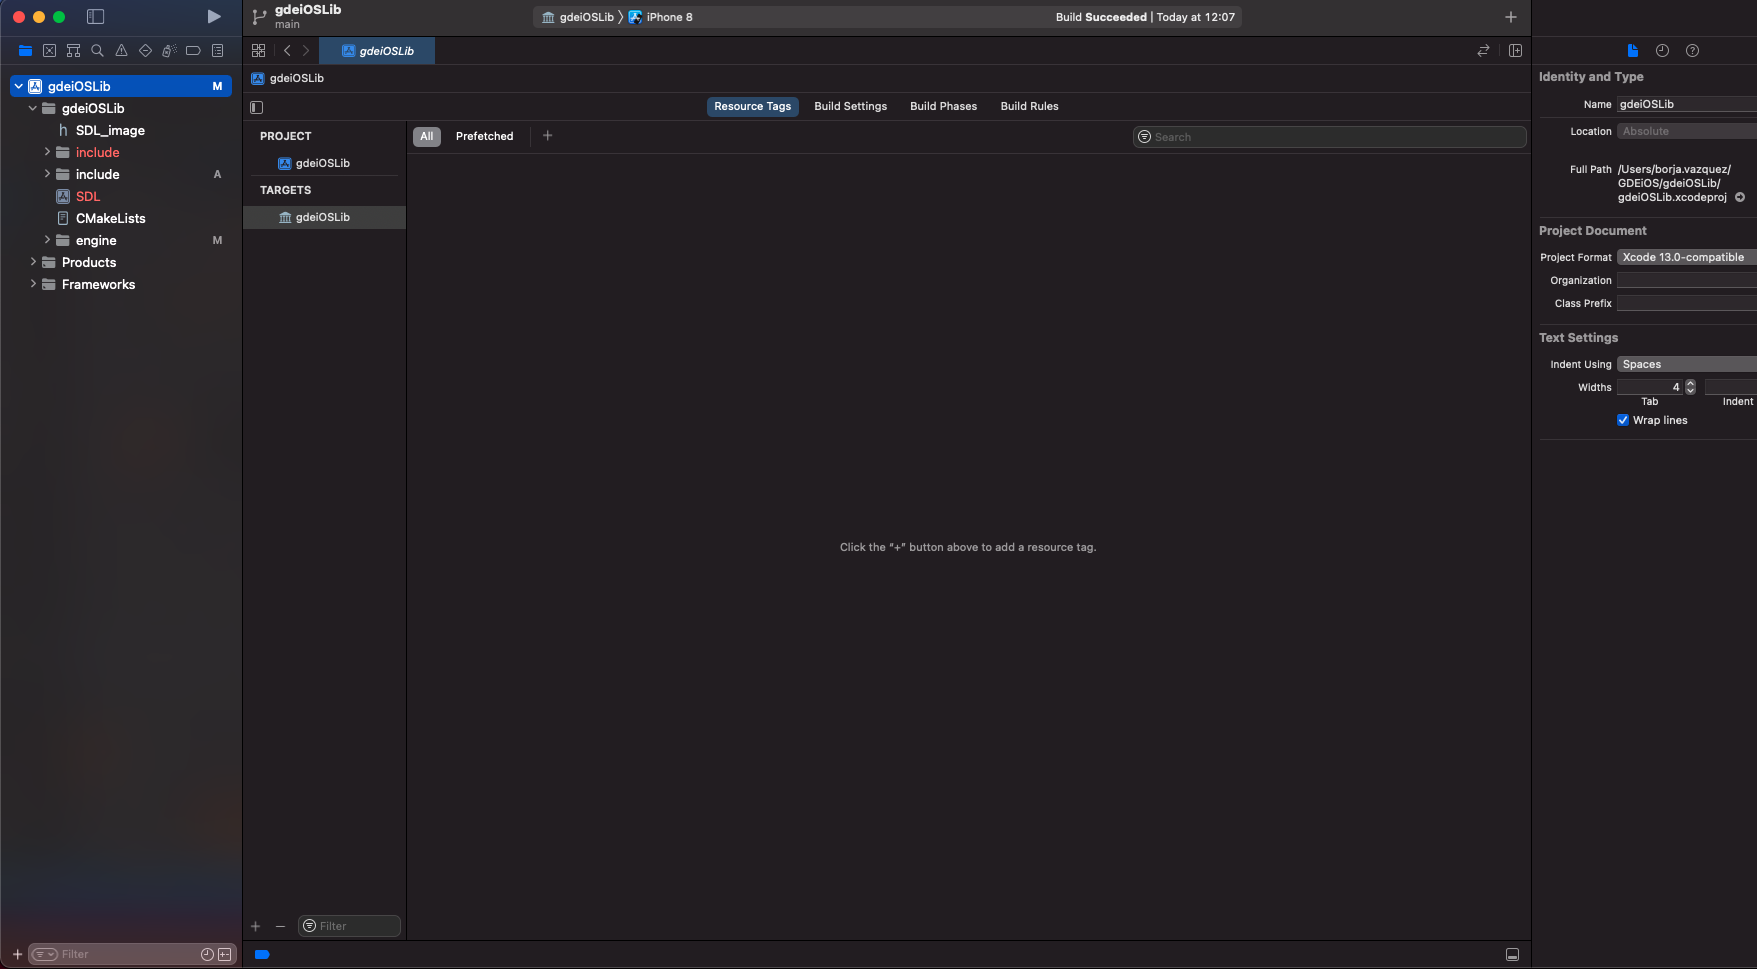 gdeiOSLib
main
gdeiOSLib
iPhone 8
Build Succeeded | Today at 12:07
gdeiOSLib
M
gdeiOSLib
SDL_image
include
include
A
SDL
CMakeLists
engine
M
Products
Frameworks
Filter
gdeiOSLib
gdeiOSLib
Resource Tags
Build Settings
Build Phases
Build Rules
PROJECT
gdeiOSLib
TARGETS
gdeiOSLib
Filter
All
Prefetched
Search
Click the "+" button above to add a resource tag.
Identity and Type
Name gdeiOSLib
Location Absolute
Full Path /Users/borja.vazquez/
GDEiOS/gdeiOSLib/
gdeiOSLib.xcodeproj
Project Document
Project Format Xcode 13.0-compatible
Organization
Class Prefix
Text Settings
Indent Using Spaces
Widths 4
Tab Indent
Wrap lines